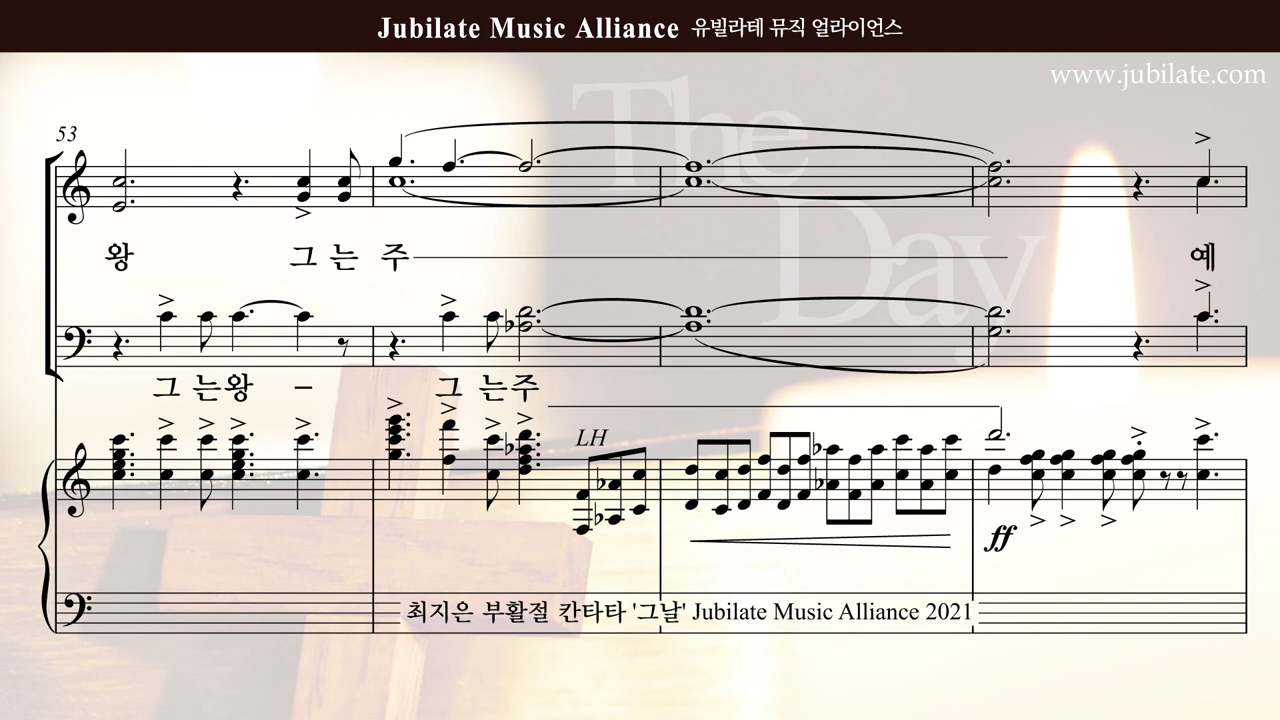 Jubilate Music Alliance 유빌라테 뮤직 얼라이언스
www.jubilate.com
The
Day
53
왕 그 는 주 예
그 는 왕 – 그 는 주
LH
ff
최지은 부활절 칸타타 '그날' Jubilate Music Alliance 2021